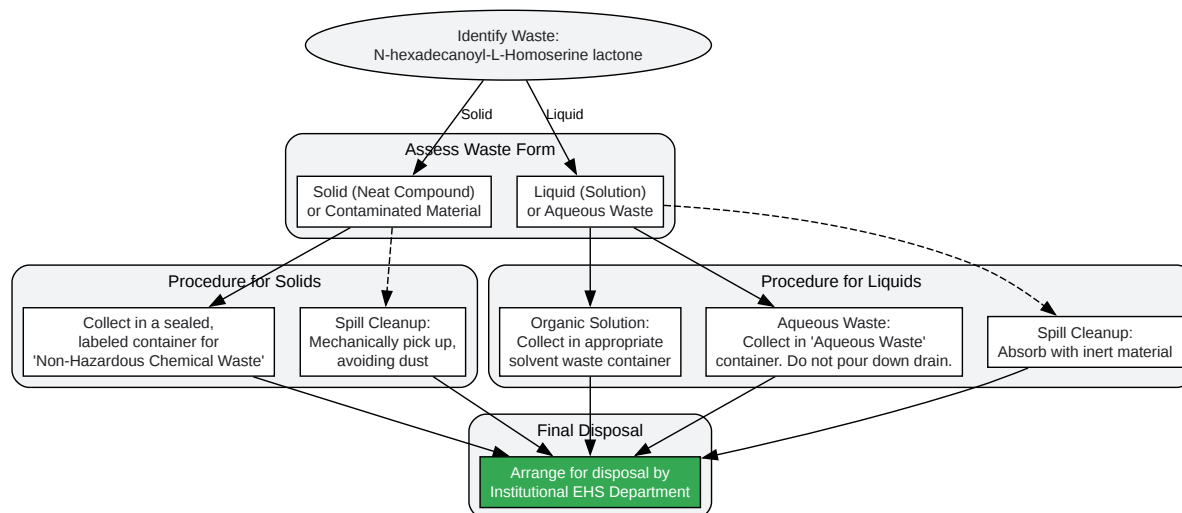 Identify Waste:
N-hexadecanoyl-L-Homoserine lactone
Solid
Liquid
Assess Waste Form
Solid (Neat Compound)
or Contaminated Material
Liquid (Solution)
or Aqueous Waste
Procedure for Solids
Collect in a sealed,
labeled container for
'Non-Hazardous Chemical Waste'
Spill Cleanup:
Mechanically pick up,
avoiding dust
Procedure for Liquids
Organic Solution:
Collect in appropriate
solvent waste container
Aqueous Waste:
Collect in 'Aqueous Waste'
container. Do not pour down drain.
Spill Cleanup:
Absorb with inert material
Final Disposal
Arrange for disposal by
Institutional EHS Department